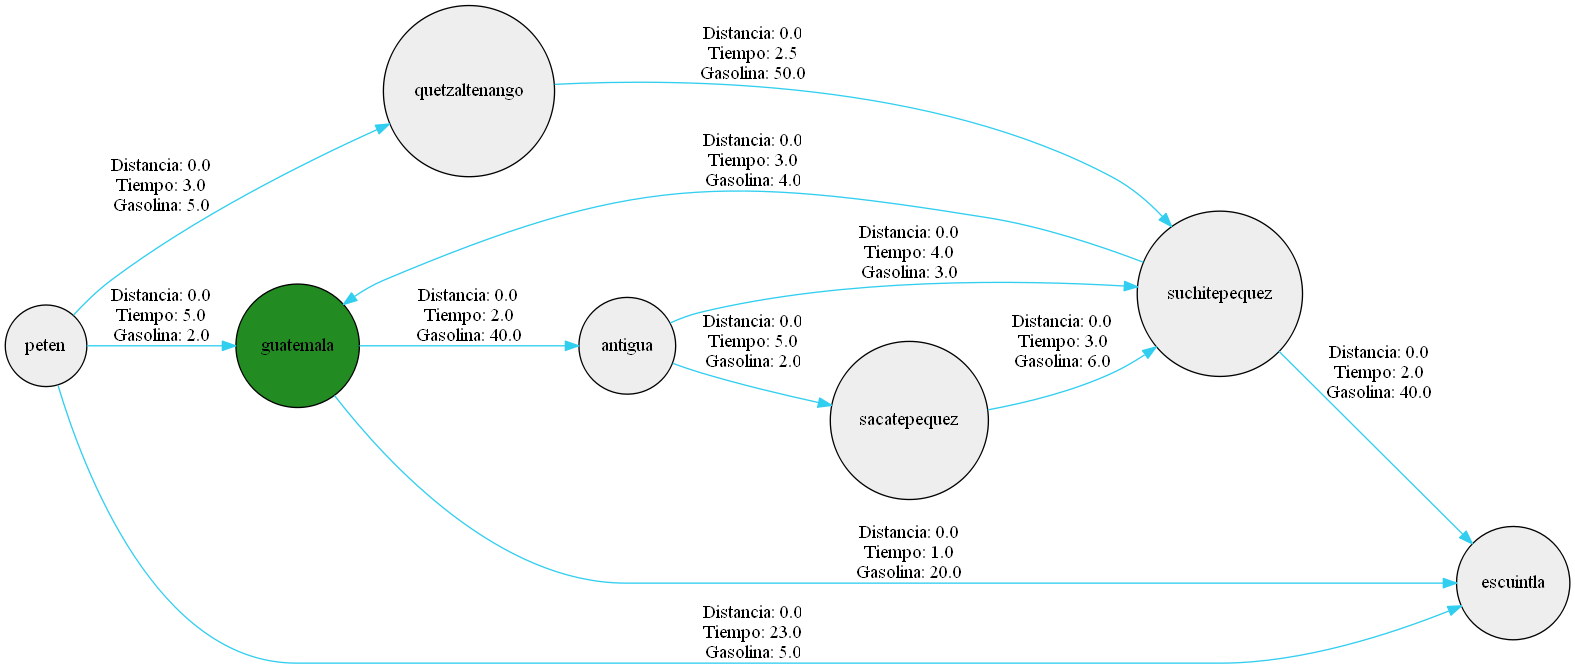 Distancia: 0.0
Tiempo: 2.5
Gasolina: 50.0
quetzaltenango
Distancia: 0.0
Tiempo: 3.0
Gasolina: 4.0
Distancia: 0.0
Tiempo: 3.0
Gasolina: 5.0
Distancia: 0.0
Tiempo: 4.0
Gasolina: 3.0
suchitepequez
Distancia: 0.0
Tiempo: 5.0
Gasolina: 2.0
Distancia: 0.0
Tiempo: 2.0
Gasolina: 40.0
peten
guatemala
antigua
Distancia: 0.0
Tiempo: 5.0
Gasolina: 2.0
Distancia: 0.0
Tiempo: 3.0
Gasolina: 6.0
Distancia: 0.0
Tiempo: 2.0
Gasolina: 40.0
sacatepequez
Distancia: 0.0
Tiempo: 1.0
Gasolina: 20.0
escuintla
Distancia: 0.0
Tiempo: 23.0
Gasolina: 5.0